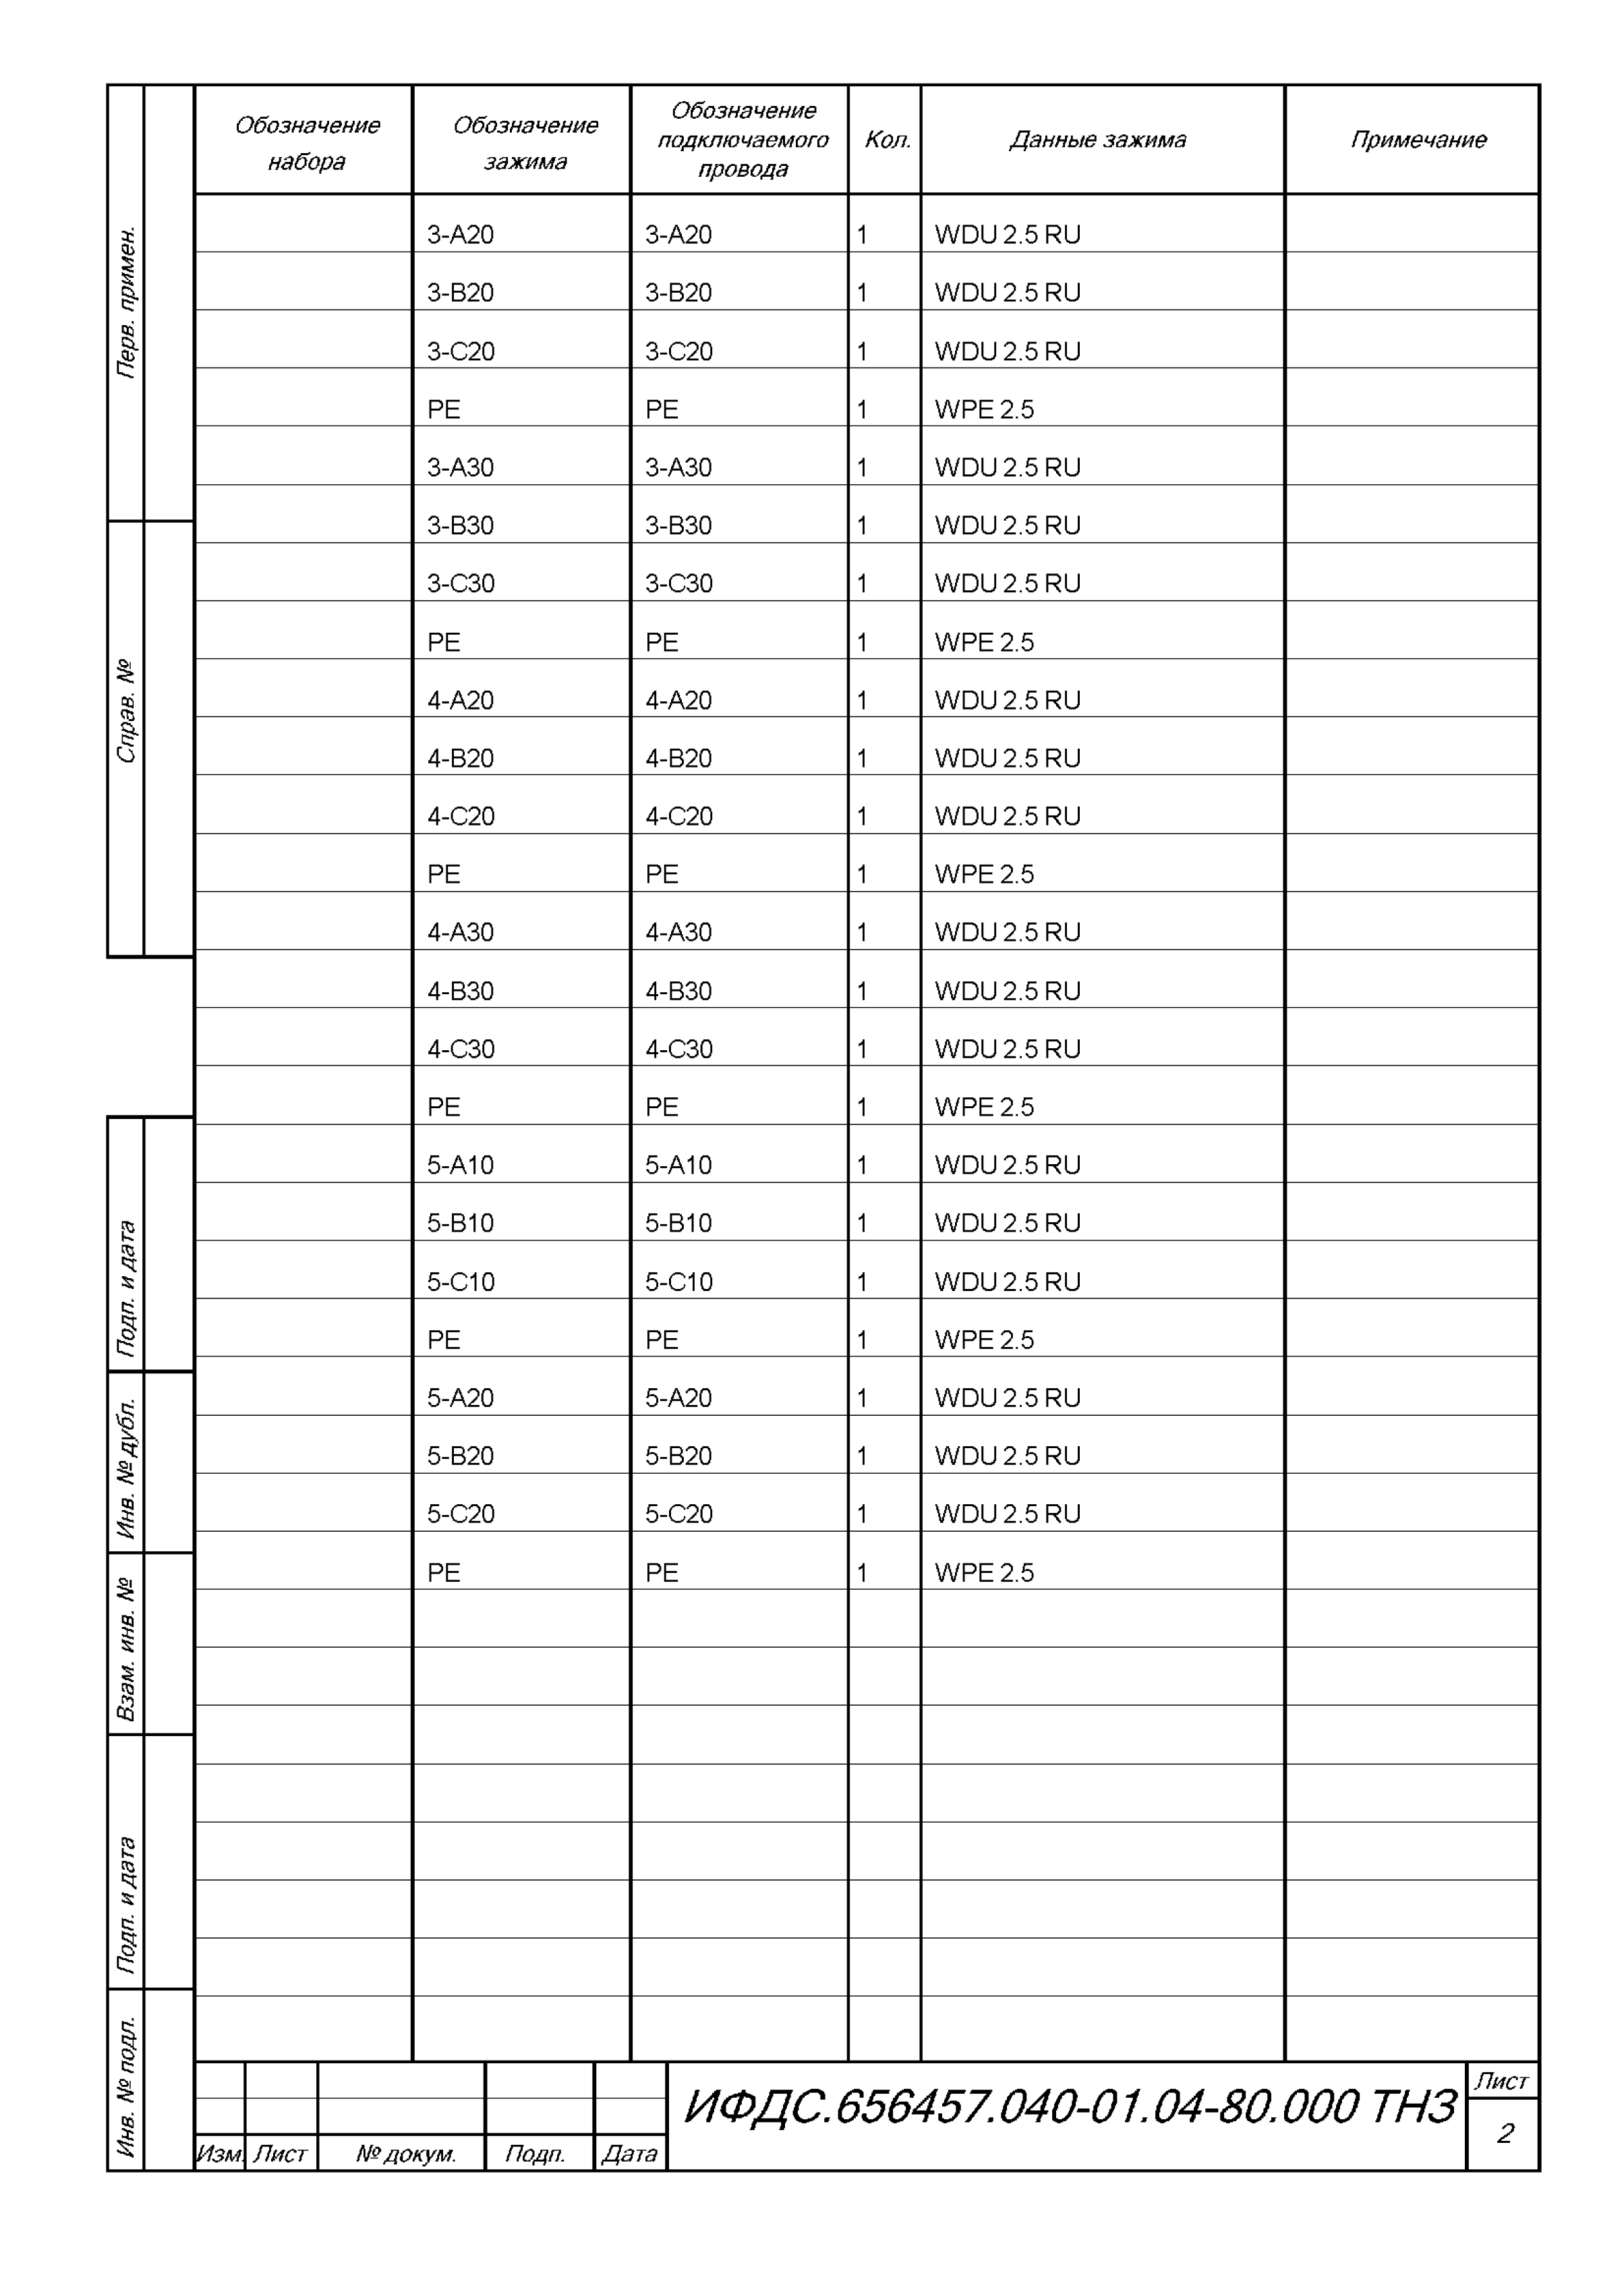 Обозначение набора
Обозначение зажима
Обозначение подключаемого провода
Кол.
Данные зажима
Примечание
3-A20 3-A20 1 WDU 2.5 RU
3-B20 3-B20 1 WDU 2.5 RU
3-C20 3-C20 1 WDU 2.5 RU
PE PE 1 WPE 2.5
3-A30 3-A30 1 WDU 2.5 RU
3-B30 3-B30 1 WDU 2.5 RU
3-C30 3-C30 1 WDU 2.5 RU
PE PE 1 WPE 2.5
4-A20 4-A20 1 WDU 2.5 RU
4-B20 4-B20 1 WDU 2.5 RU
4-C20 4-C20 1 WDU 2.5 RU
PE PE 1 WPE 2.5
4-A30 4-A30 1 WDU 2.5 RU
4-B30 4-B30 1 WDU 2.5 RU
4-C30 4-C30 1 WDU 2.5 RU
PE PE 1 WPE 2.5
5-A10 5-A10 1 WDU 2.5 RU
5-B10 5-B10 1 WDU 2.5 RU
5-C10 5-C10 1 WDU 2.5 RU
PE PE 1 WPE 2.5
5-A20 5-A20 1 WDU 2.5 RU
5-B20 5-B20 1 WDU 2.5 RU
5-C20 5-C20 1 WDU 2.5 RU
PE PE 1 WPE 2.5
Перв. примен.
Справ. №
Подп. и дата
Инв. № дубл.
Взам. инв. №
Подп. и дата
Инв. № подл.
Изм. Лист № докум. Подп. Дата
ИФДС.656457.040-01.04-80.000 ТНЗ
Лист
2